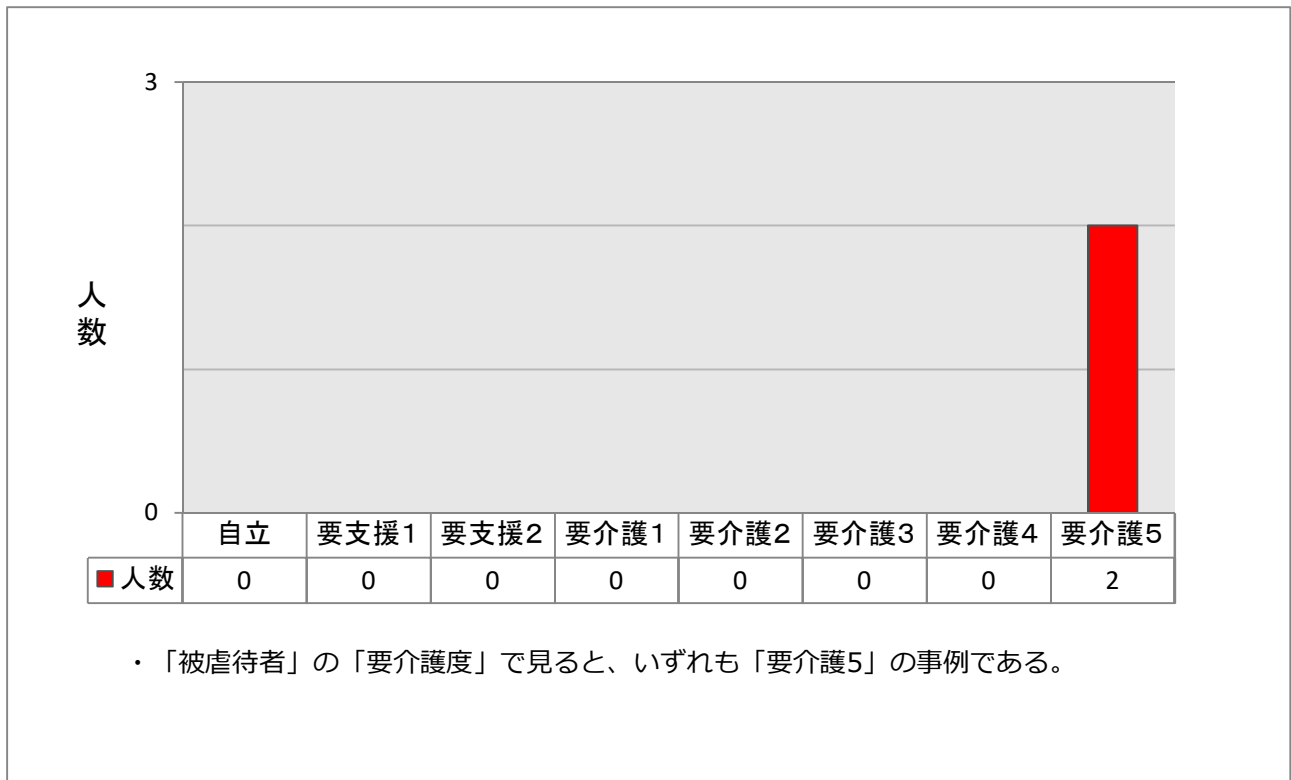 3
人数
0
自立 要支援1 要支援2 要介護1 要介護2 要介護3 要介護4 要介護5
人数 0 0 0 0 0 0 0 2
・「被虐待者」の「要介護度」で見ると、いずれも「要介護5」の事例である。